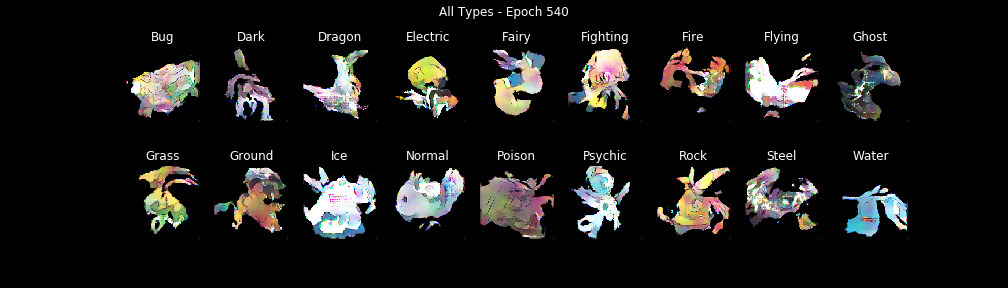 All Types - Epoch 540
Bug Dark Dragon Electric Fairy Fighting Fire Flying Ghost
Grass Ground Ice Normal Poison Psychic Rock Steel Water